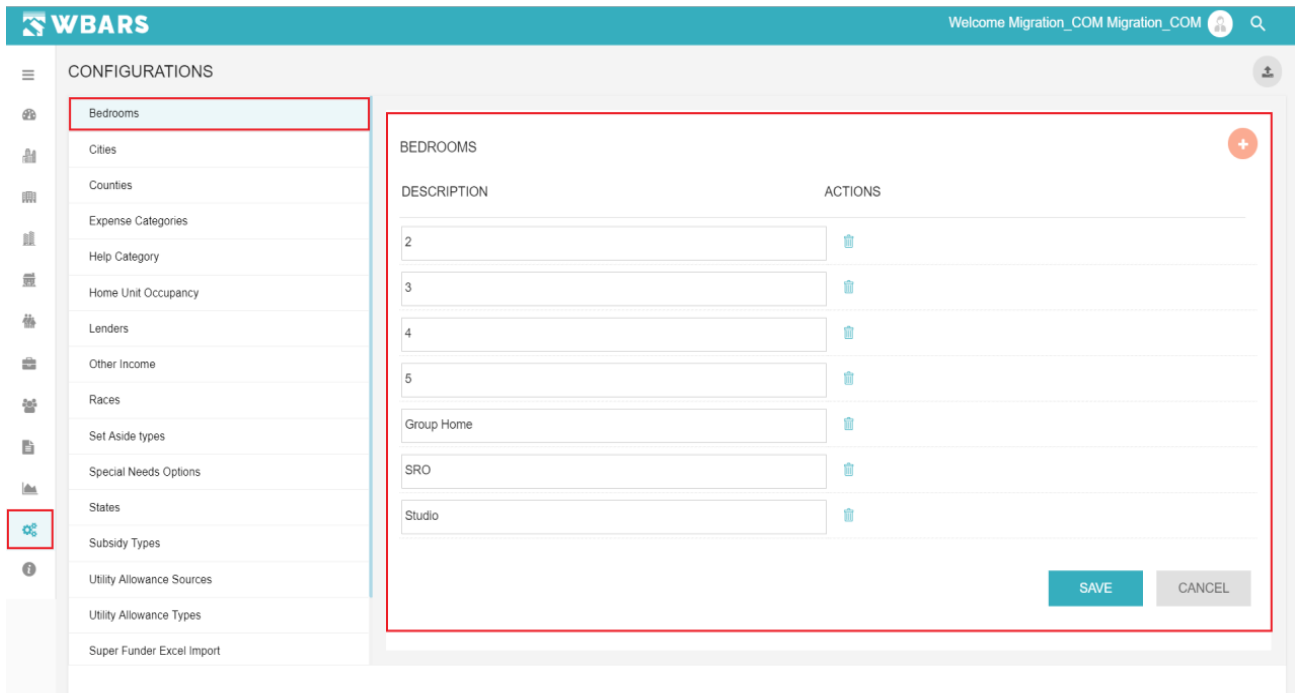 WBARS
Welcome Migration_COM Migration_COM
CONFIGURATIONS
Bedrooms
Cities
Counties
Expense Categories
Help Category
Home Unit Occupancy
Lenders
Other Income
Races
Set Aside types
Special Needs Options
States
Subsidy Types
Utility Allowance Sources
Utility Allowance Types
Super Funder Excel Import
BEDROOMS
DESCRIPTION ACTIONS
2
3
4
5
Group Home
SRO
Studio
SAVE CANCEL